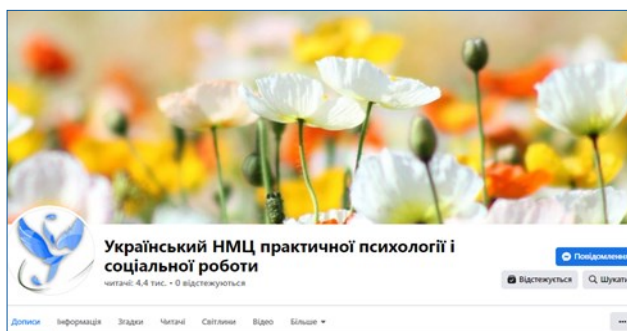 Український НМЦ практичної психології і
соціальної роботи
читачі: 4,4 тис. • 0 відстежуються
Повідомлення
Відстежується
Шукати
Дописи Інформація Згадки Читачі Світлини Відео Більше